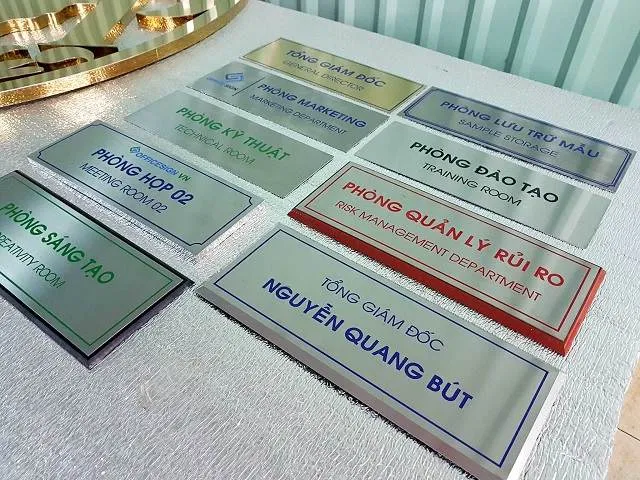 TỔNG GIÁM ĐỐC
GENERAL DIRECTOR
PHÒNG MARKETING
MARKETING DEPARTMENT
PHÒNG LƯU TRỮ MẪU
SAMPLE STORAGE
PHÒNG KỸ THUẬT
TECHNICAL ROOM
PHÒNG ĐÀO TẠO
TRAINING ROOM
OFFICESIGN.VN
PHÒNG HỌP 02
MEETING ROOM 02
PHÒNG QUẢN LÝ RỦI RO
RISK MANAGEMENT DEPARTMENT
PHÒNG SÁNG TẠO
REATIVITY ROOM
TỔNG GIÁM ĐỐC
NGUYỄN QUANG BÚT